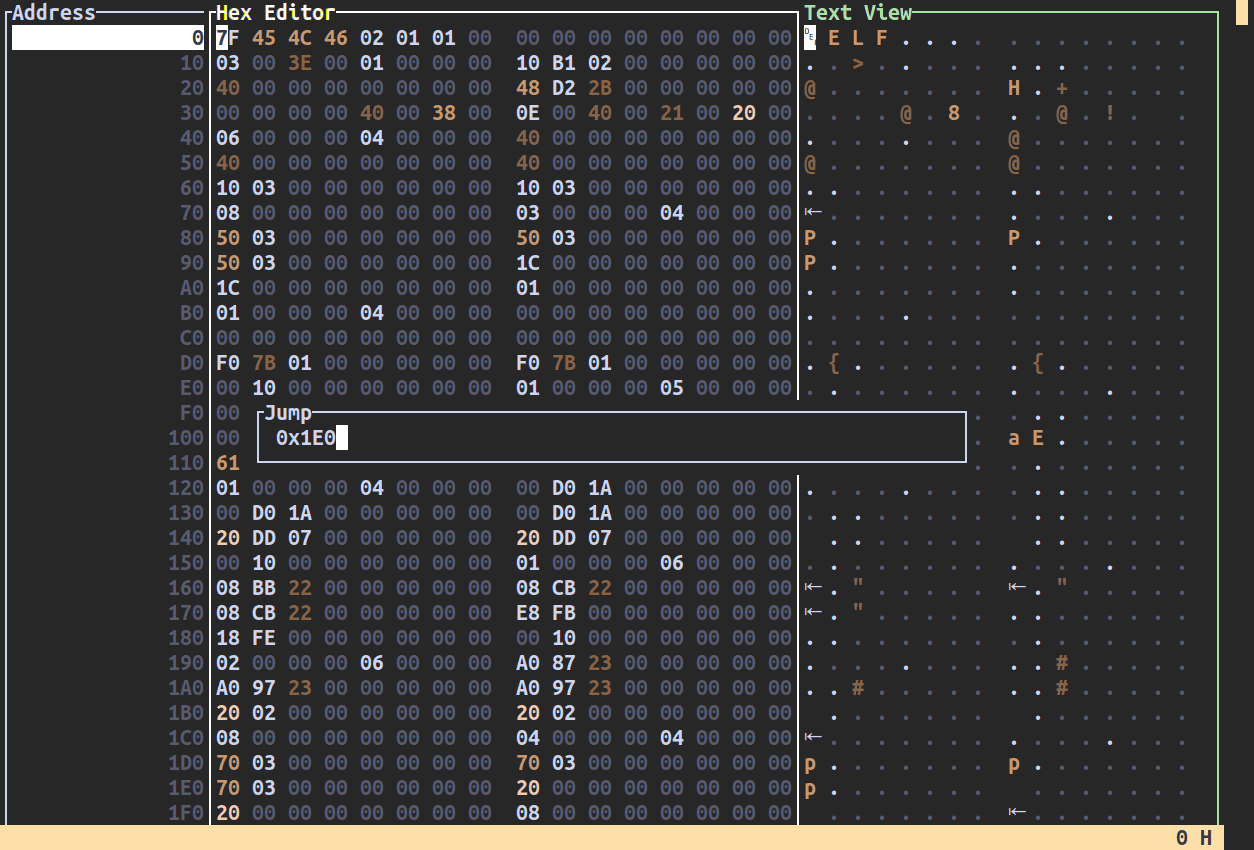 Address Hex Editor Text View
0 7F 45 4C 46 02 01 01 00 00 00 00 00 00 00 00 00 ␡ E L F . . . . . . . . . . . .
10 03 00 3E 00 01 00 00 00 10 B1 02 00 00 00 00 00 . . > . . . . . . . . . . . . .
20 40 00 00 00 00 00 00 00 48 D2 2B 00 00 00 00 00 @ . . . . . . . H . + . . . . .
30 00 00 00 00 40 00 38 00 0E 00 40 00 21 00 20 00 . . . . @ . 8 . . . @ . ! .   .
40 06 00 00 00 04 00 00 00 40 00 00 00 00 00 00 00 . . . . . . . . @ . . . . . . .
50 40 00 00 00 00 00 00 00 40 00 00 00 00 00 00 00 @ . . . . . . . @ . . . . . . .
60 10 03 00 00 00 00 00 00 10 03 00 00 00 00 00 00 . . . . . . . . . . . . . . . .
70 08 00 00 00 00 00 00 00 03 00 00 00 04 00 00 00 ⇤ . . . . . . . . . . . . . . .
80 50 03 00 00 00 00 00 00 50 03 00 00 00 00 00 00 P . . . . . . . P . . . . . . .
90 50 03 00 00 00 00 00 00 1C 00 00 00 00 00 00 00 P . . . . . . . . . . . . . . .
A0 1C 00 00 00 00 00 00 00 01 00 00 00 00 00 00 00 . . . . . . . . . . . . . . . .
B0 01 00 00 00 04 00 00 00 00 00 00 00 00 00 00 00 . . . . . . . . . . . . . . . .
C0 00 00 00 00 00 00 00 00 00 00 00 00 00 00 00 00 . . . . . . . . . . . . . . . .
D0 F0 7B 01 00 00 00 00 00 F0 7B 01 00 00 00 00 00 . { . . . . . . . { . . . . . .
E0 00 10 00 00 00 00 00 00 01 00 00 00 05 00 00 00 . . . . . . . . . . . . . . . .
F0 00 Jump . . . . . . . . .
100 00 0x1E0 . a E . . . . . .
110 61 . . . . . . . . .
120 01 00 00 00 04 00 00 00 00 D0 1A 00 00 00 00 00 . . . . . . . . . . . . . . . .
130 00 D0 1A 00 00 00 00 00 00 D0 1A 00 00 00 00 00 . . . . . . . . . . . . . . . .
140 20 DD 07 00 00 00 00 00 20 DD 07 00 00 00 00 00   . . . . . . .   . . . . . . .
150 00 10 00 00 00 00 00 00 01 00 00 00 06 00 00 00 . . . . . . . . . . . . . . . .
160 08 BB 22 00 00 00 00 00 08 CB 22 00 00 00 00 00 ⇤ . " . . . . . ⇤ . " . . . . .
170 08 CB 22 00 00 00 00 00 E8 FB 00 00 00 00 00 00 ⇤ . " . . . . . . . . . . . . .
180 18 FE 00 00 00 00 00 00 00 10 00 00 00 00 00 00 . . . . . . . . . . . . . . . .
190 02 00 00 00 06 00 00 00 A0 87 23 00 00 00 00 00 . . . . . . . . . . # . . . . .
1A0 A0 97 23 00 00 00 00 00 A0 97 23 00 00 00 00 00 . . # . . . . . . . # . . . . .
1B0 20 02 00 00 00 00 00 00 20 02 00 00 00 00 00 00   . . . . . . .   . . . . . . .
1C0 08 00 00 00 00 00 00 00 04 00 00 00 04 00 00 00 ⇤ . . . . . . . . . . . . . . .
1D0 70 03 00 00 00 00 00 00 70 03 00 00 00 00 00 00 p . . . . . . . p . . . . . . .
1E0 70 03 00 00 00 00 00 00 20 00 00 00 00 00 00 00 p . . . . . . .   . . . . . . .
1F0 20 00 00 00 00 00 00 00 08 00 00 00 00 00 00 00   . . . . . . . ⇤ . . . . . . .
0 H